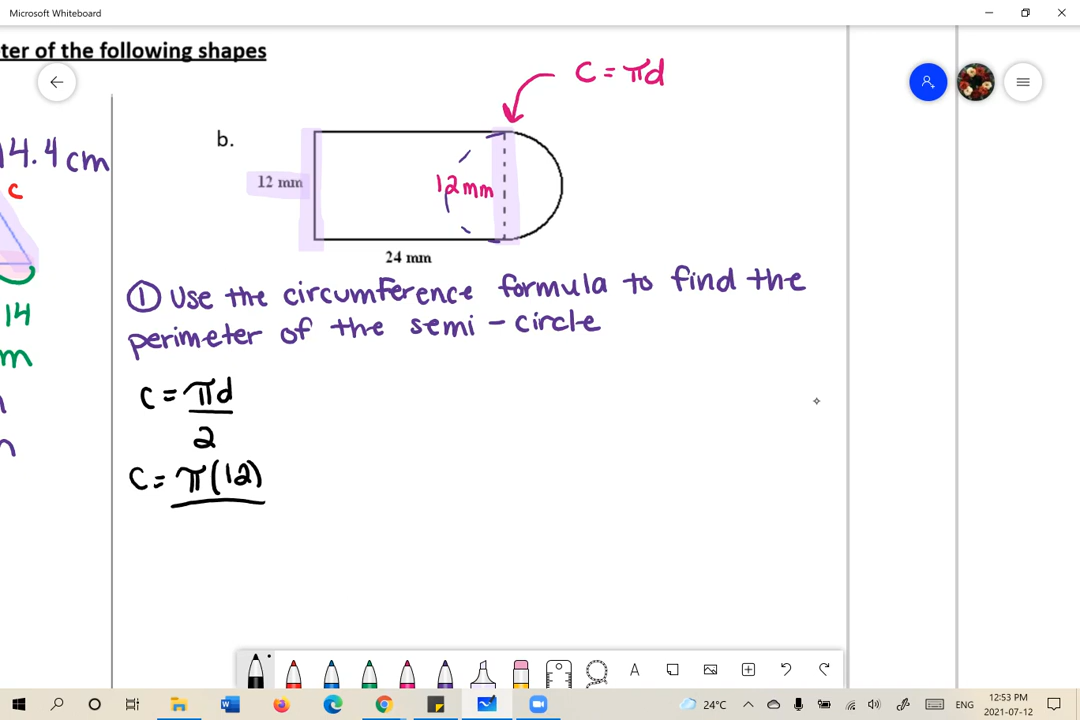 Microsoft Whiteboard
ter of the following shapes
C = πd
b.
14.4 cm
c
12 mm
12mm
24 mm
① Use the circumference formula to find the
perimeter of the semi-circle
14
m
C = πd
2
C = π(12)
A
24°C
ENG
12:53 PM
2021-07-12